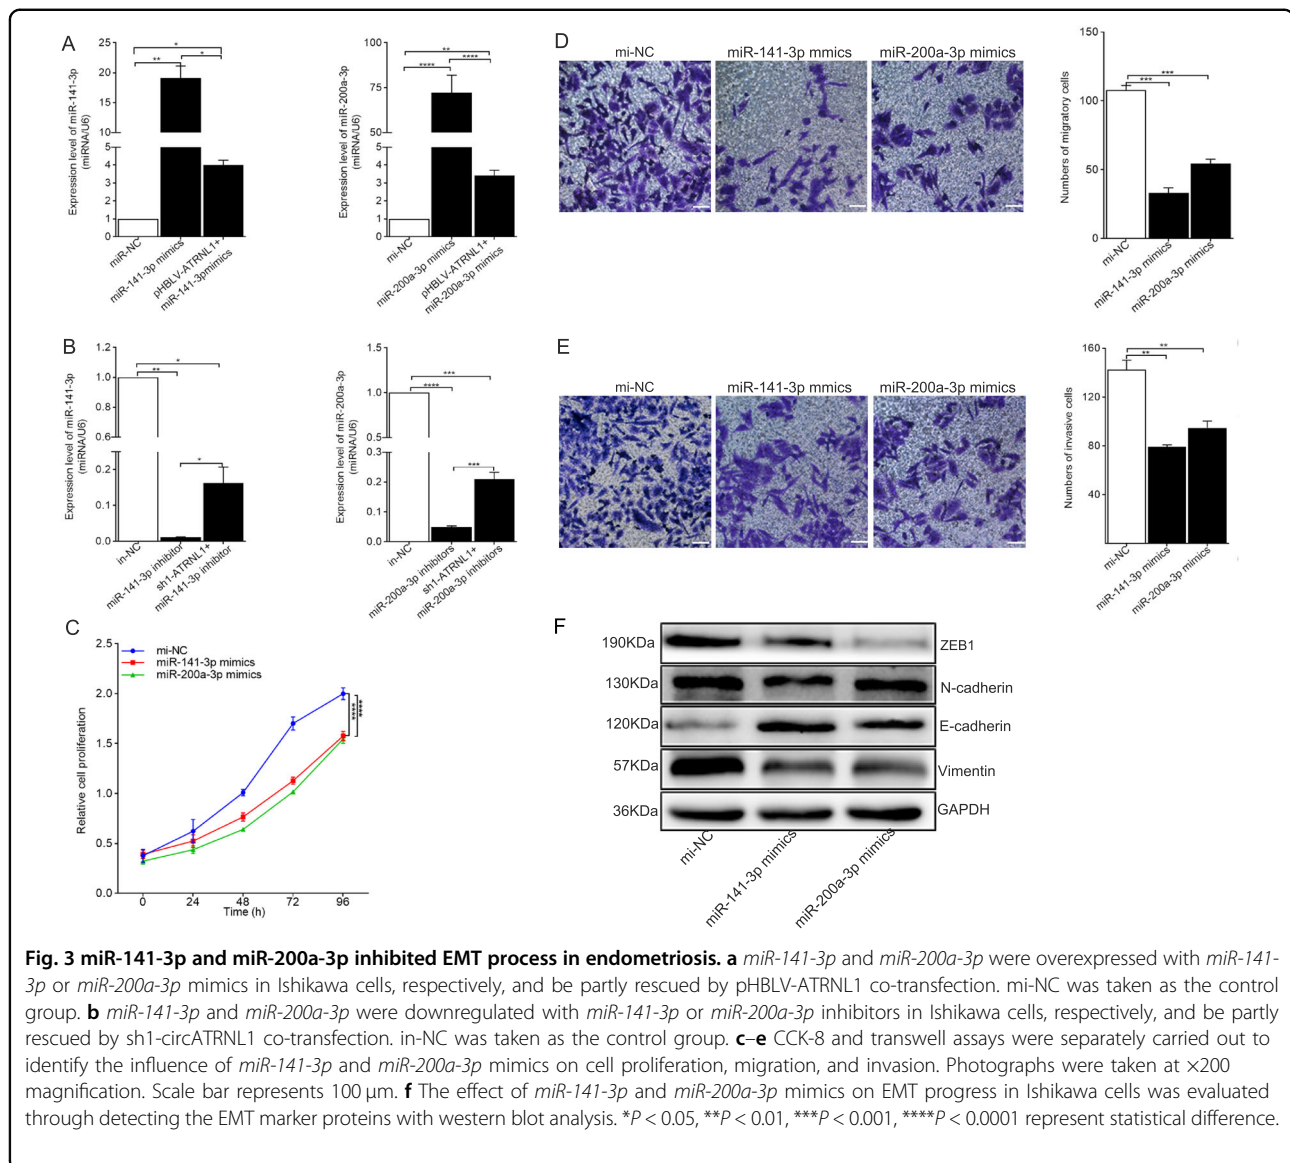 A
Expression level of miR-141-3p
(miRNA/U6)
25
20
15
10
5
4
3
2
1
0
*
**
*
miR-NC
miR-141-3p mimics
pHBLV-ATRNL1+
miR-141-3pmimics
Expression level of miR-200a-3p
(miRNA/U6)
100
75
50
5
4
3
2
1
0
**
****
****
mi-NC
miR-200a-3p mimics
pHBLV-ATRNL1+
miR-200a-3p mimics
B
Expression level of miR-141-3p
(miRNA/U6)
1.2
1.0
0.8
0.6
0.2
0.1
0.0
*
**
*
in-NC
miR-141-3p inhibitor
sh1-ATRNL1+
miR-141-3p inhibitor
Expression level of miR-200a-3p
(miRNA/U6)
1.5
1.0
0.5
0.3
0.2
0.1
0.0
***
****
***
in-NC
miR-200a-3p inhibitors
sh1-ATRNL1+
miR-200a-3p inhibitors
C
Relative cell proliferation
2.5
2.0
1.5
1.0
0.5
0.0
mi-NC
miR-141-3p mimics
miR-200a-3p mimics
****
****
0 24 48 72 96
Time (h)
D
mi-NC miR-141-3p mmics miR-200a-3p mimics
Numbers of migratory cells
150
100
50
0
***
***
mi-NC
miR-141-3p mimics
miR-200a-3p mimics
E
mi-NC miR-141-3p mmics miR-200a-3p mimics
Numbers of invasive cells
160
120
80
40
**
**
mi-NC
miR-141-3p mimics
miR-200a-3p mimics
F
190KDa ZEB1
130KDa N-cadherin
120KDa E-cadherin
57KDa Vimentin
36KDa GAPDH
mi-NC
miR-141-3p mimics
miR-200a-3p mimics
Fig. 3 miR-141-3p and miR-200a-3p inhibited EMT process in endometriosis. a miR-141-3p and miR-200a-3p were overexpressed with miR-141-
3p or miR-200a-3p mimics in Ishikawa cells, respectively, and be partly rescued by pHBLV-ATRNL1 co-transfection. mi-NC was taken as the control
group. b miR-141-3p and miR-200a-3p were downregulated with miR-141-3p or miR-200a-3p inhibitors in Ishikawa cells, respectively, and be partly
rescued by sh1-circATRNL1 co-transfection. in-NC was taken as the control group. c–e CCK-8 and transwell assays were separately carried out to
identify the influence of miR-141-3p and miR-200a-3p mimics on cell proliferation, migration, and invasion. Photographs were taken at ×200
magnification. Scale bar represents 100 μm. f The effect of miR-141-3p and miR-200a-3p mimics on EMT progress in Ishikawa cells was evaluated
through detecting the EMT marker proteins with western blot analysis. *P < 0.05, **P < 0.01, ***P < 0.001, ****P < 0.0001 represent statistical difference.